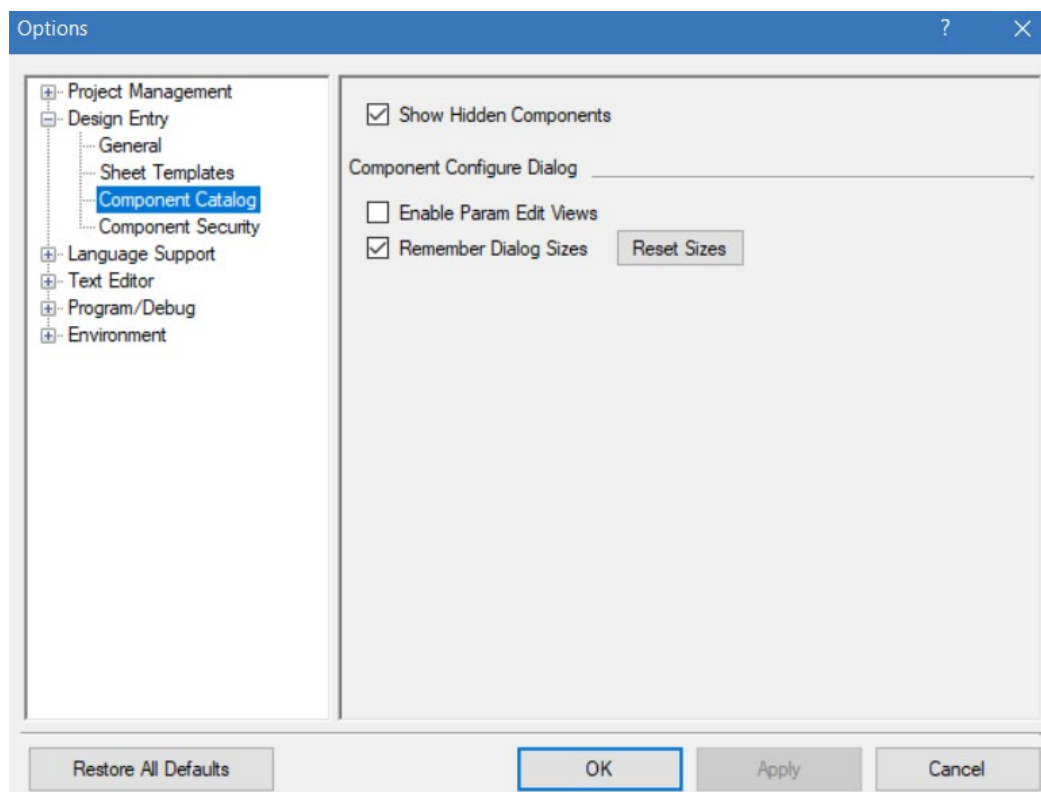 Options ?
Project Management
Design Entry
General
Sheet Templates
Component Catalog
Component Security
Language Support
Text Editor
Program/Debug
Environment
Show Hidden Components
Component Configure Dialog
Enable Param Edit Views
Remember Dialog Sizes Reset Sizes
Restore All Defaults OK Apply Cancel